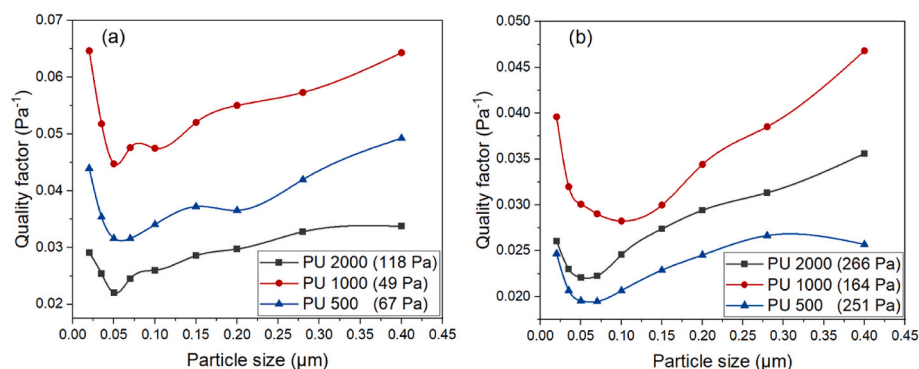 (a)
Quality factor (Pa⁻¹)
0.07
0.06
0.05
0.04
0.03
0.02
PU 2000 (118 Pa)
PU 1000 (49 Pa)
PU 500 (67 Pa)
0.00 0.05 0.10 0.15 0.20 0.25 0.30 0.35 0.40 0.45
Particle size (µm)
(b)
Quality factor (Pa⁻¹)
0.050
0.045
0.040
0.035
0.030
0.025
0.020
PU 2000 (266 Pa)
PU 1000 (164 Pa)
PU 500 (251 Pa)
0.00 0.05 0.10 0.15 0.20 0.25 0.30 0.35 0.40 0.45
Particle size (µm)